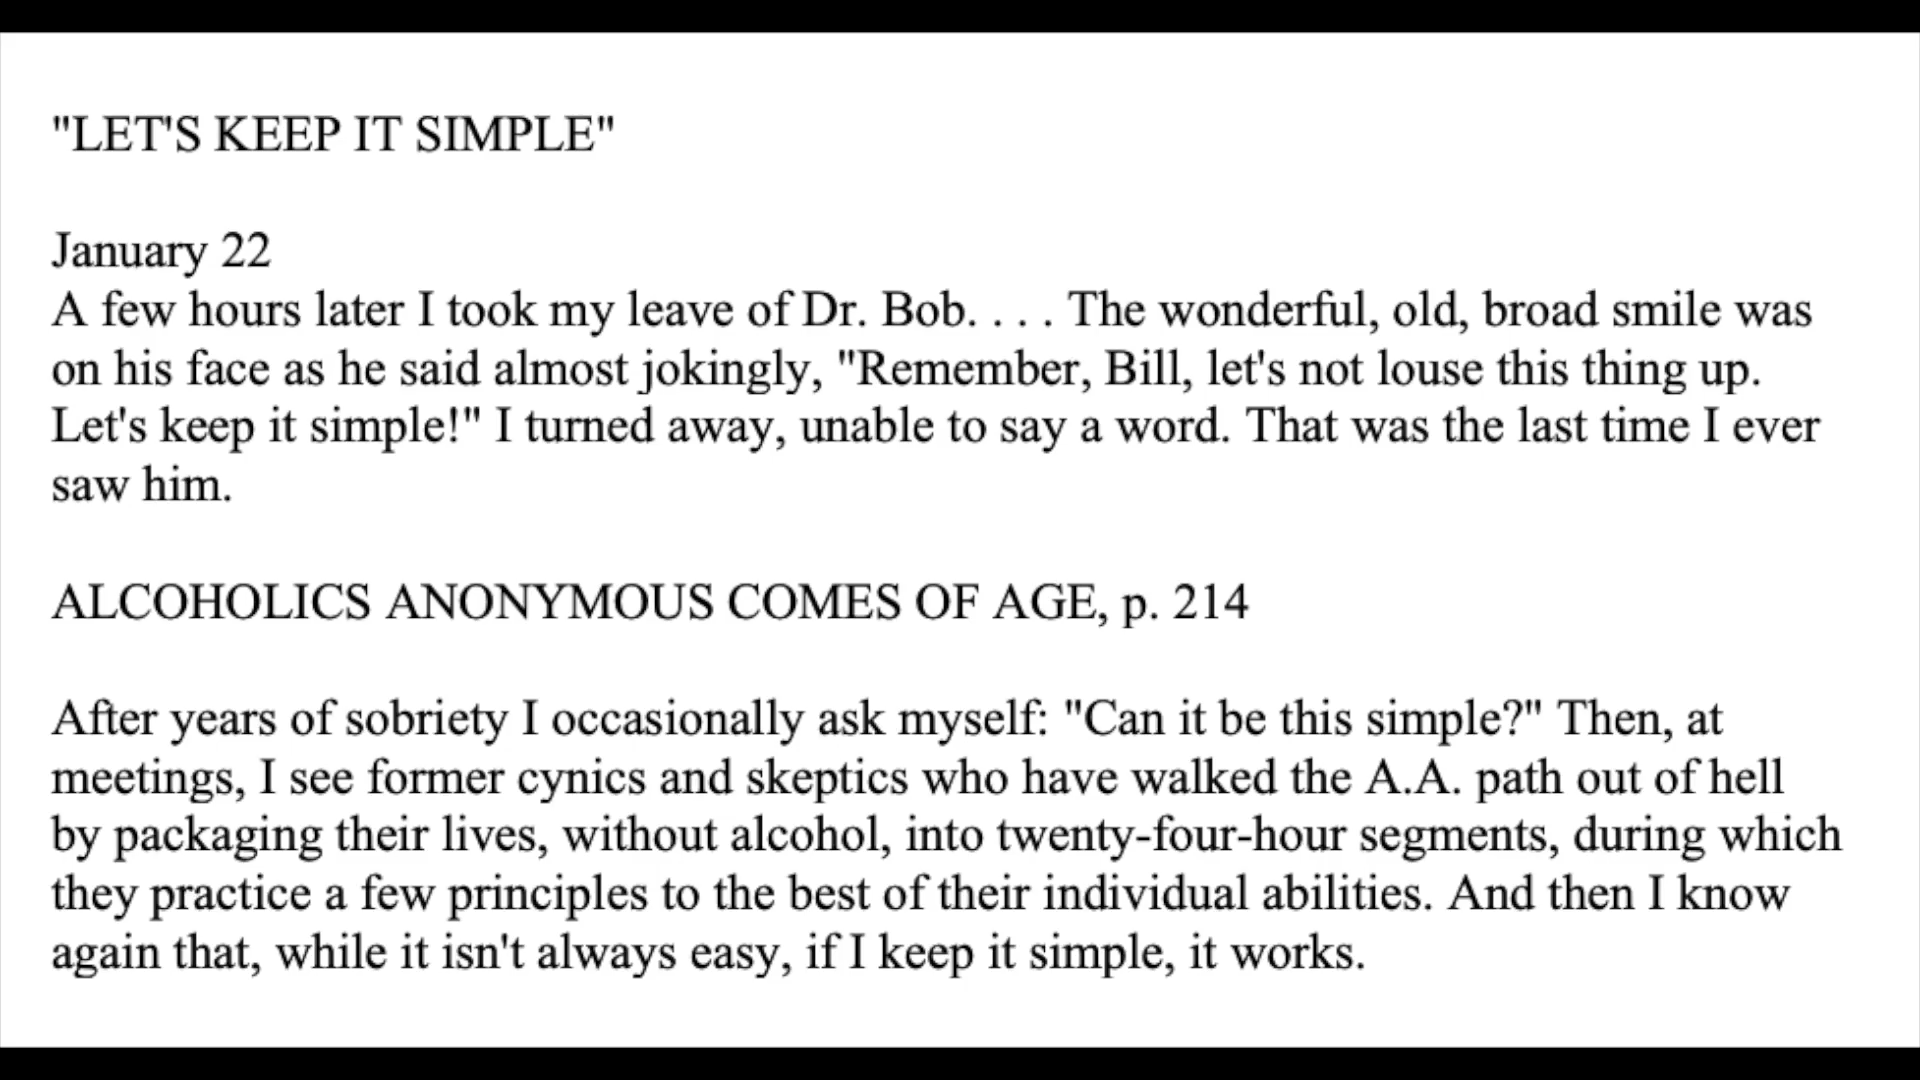 "LET'S KEEP IT SIMPLE"
January 22
A few hours later I took my leave of Dr. Bob. . . . The wonderful, old, broad smile was
on his face as he said almost jokingly, "Remember, Bill, let's not louse this thing up.
Let's keep it simple!" I turned away, unable to say a word. That was the last time I ever
saw him.
ALCOHOLICS ANONYMOUS COMES OF AGE, p. 214
After years of sobriety I occasionally ask myself: "Can it be this simple?" Then, at
meetings, I see former cynics and skeptics who have walked the A.A. path out of hell
by packaging their lives, without alcohol, into twenty-four-hour segments, during which
they practice a few principles to the best of their individual abilities. And then I know
again that, while it isn't always easy, if I keep it simple, it works.